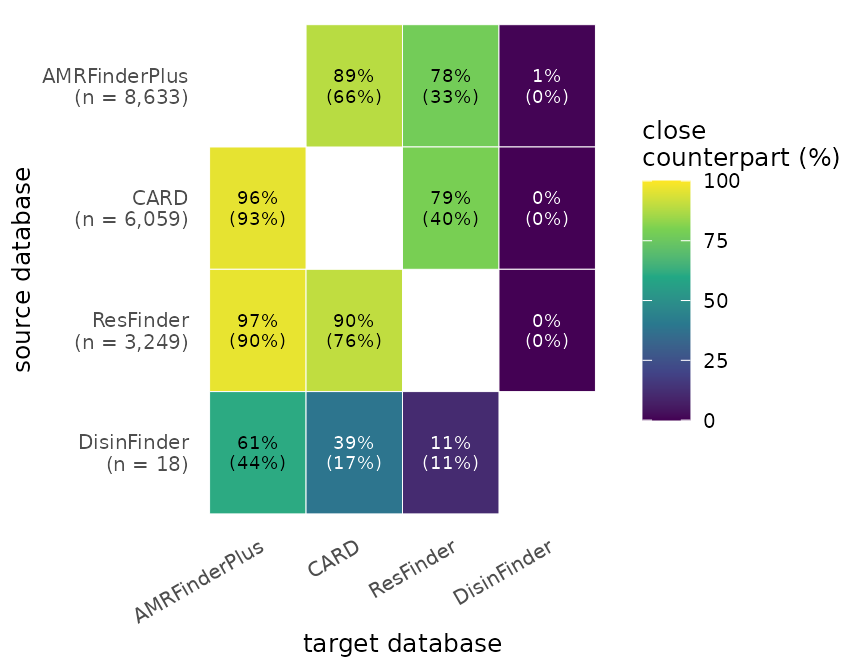 AMRFinderPlus
(n = 8,633)
89%
(66%)
78%
(33%)
1%
(0%)
CARD
(n = 6,059)
96%
(93%)
79%
(40%)
0%
(0%)
ResFinder
(n = 3,249)
97%
(90%)
90%
(76%)
0%
(0%)
DisinFinder
(n = 18)
61%
(44%)
39%
(17%)
11%
(11%)
source database
AMRFinderPlus
CARD
ResFinder
DisinFinder
target database
close
counterpart (%)
100
75
50
25
0